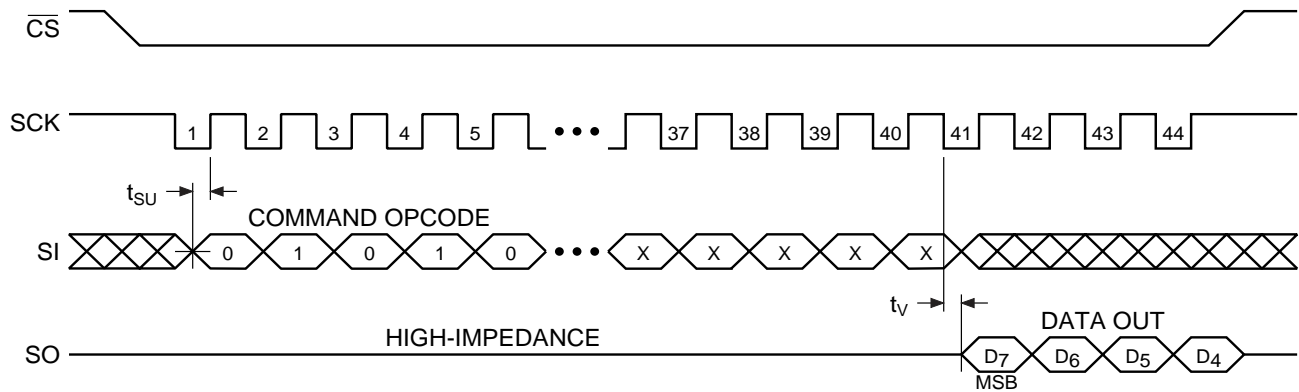 CS
SCK 1 2 3 4 5 ••• 37 38 39 40 41 42 43 44
tSU
COMMAND OPCODE
SI 0 1 0 1 0 ••• X X X X X
tV
HIGH-IMPEDANCE DATA OUT
SO D7 D6 D5 D4
MSB